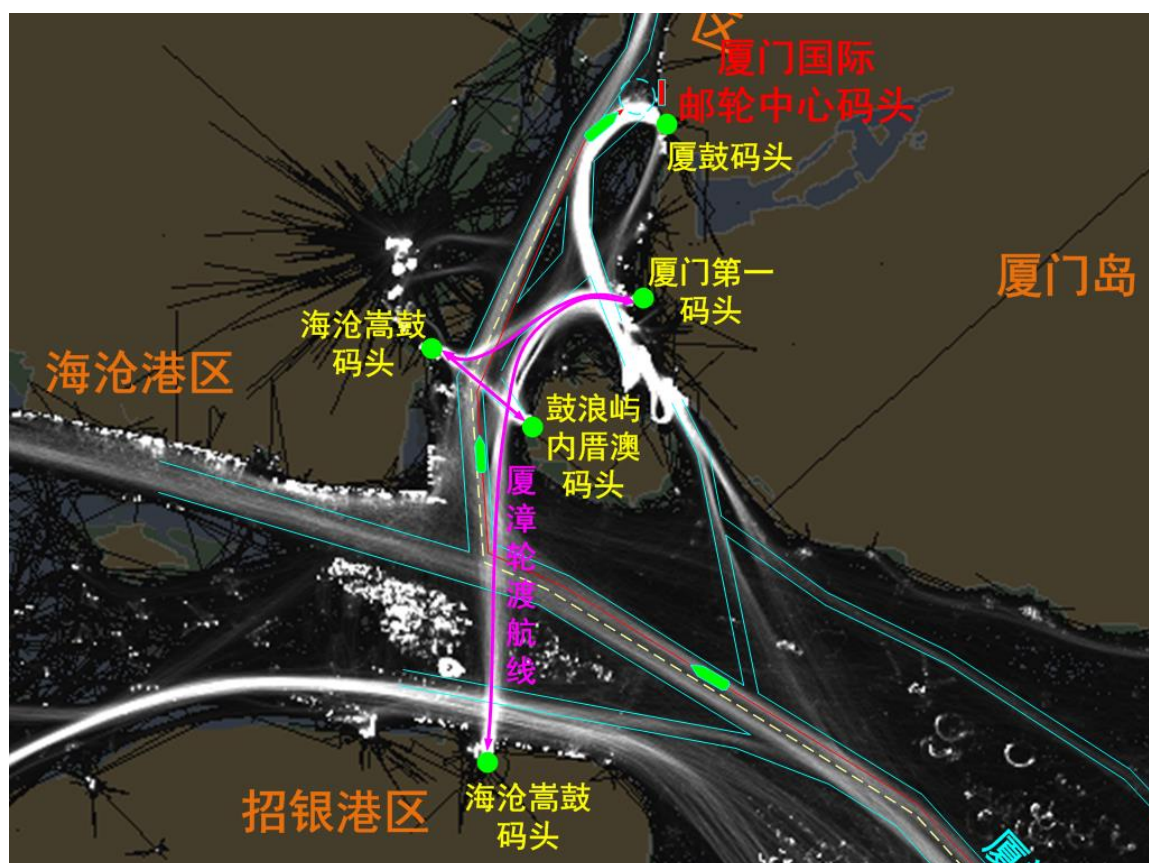 区
厦门国际
邮轮中心码头
厦鼓码头
厦门岛
厦门第一
码头
海沧嵩鼓
码头
海沧港区
鼓浪屿
内厝澳
码头
厦漳轮渡航线
招银港区
海沧嵩鼓
码头
厦